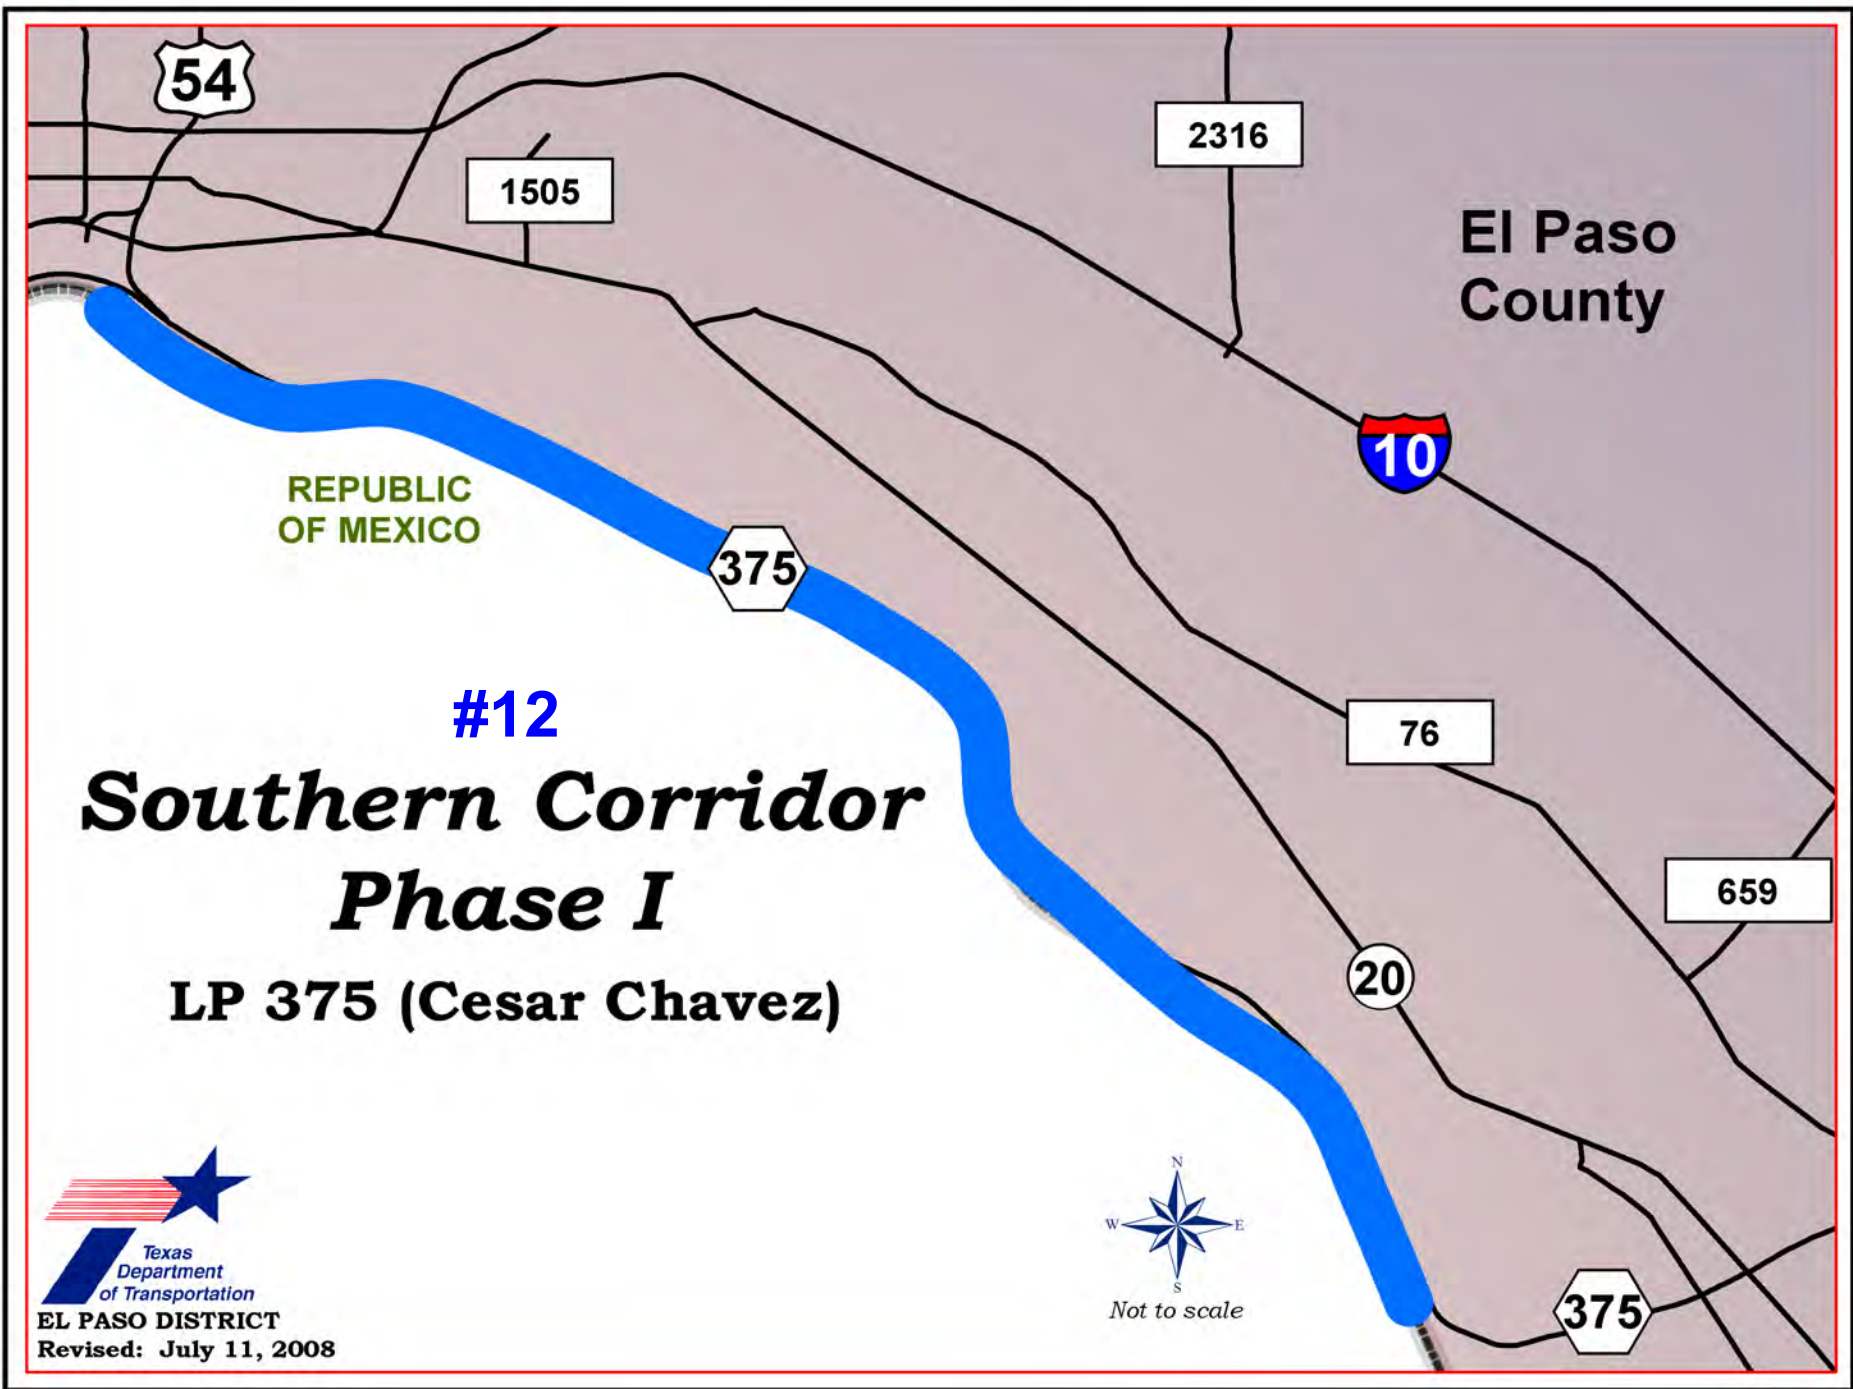 54
2316
1505
El Paso
County
10
REPUBLIC
OF MEXICO
375
#12
Southern Corridor
Phase I
LP 375 (Cesar Chavez)
76
659
20
N
W
E
S
Not to scale
375
Texas
Department
of Transportation
EL PASO DISTRICT
Revised: July 11, 2008